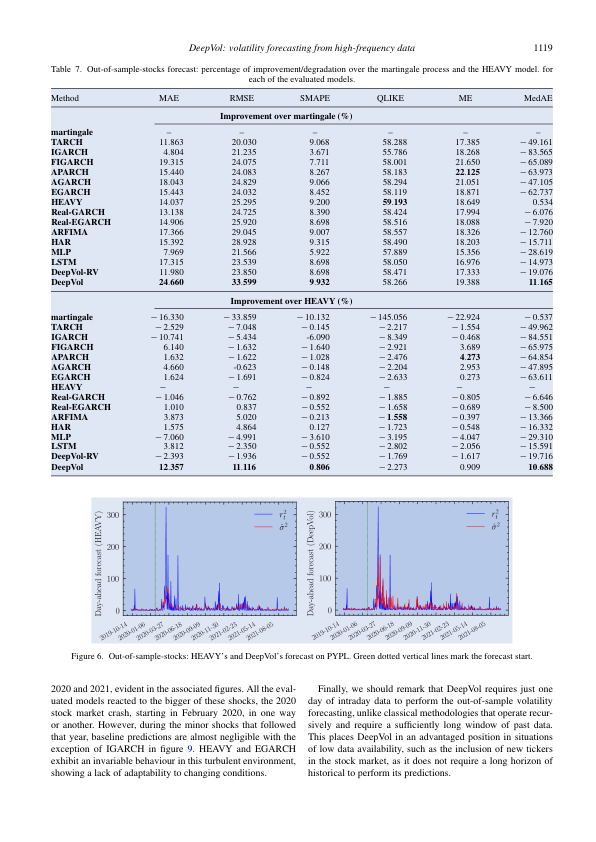 DeepVol: volatility forecasting from high-frequency data 1119
Table 7. Out-of-sample-stocks forecast: percentage of improvement/degradation over the martingale process and the HEAVY model. for
each of the evaluated models.
Method MAE RMSE SMAPE QLIKE ME MedAE
Improvement over martingale (%)
martingale – – – – 17.385 –
TARCH 11.863 20.030 9.068 58.288 17.385 − 49.161
IGARCH 4.804 21.235 3.671 55.786 18.268 − 83.565
FIGARCH 19.315 24.075 7.711 58.001 21.650 − 65.089
APARCH 15.440 24.083 8.267 58.183 22.125 − 63.973
AGARCH 18.043 24.829 9.066 58.294 21.051 − 47.105
EGARCH 15.443 24.032 8.452 58.119 18.871 − 62.737
HEAVY 14.037 25.295 9.200 59.193 18.649 0.534
Real-GARCH 13.138 24.725 8.390 58.424 17.994 − 6.076
Real-EGARCH 14.906 25.920 8.698 58.516 18.088 − 7.920
ARFIMA 17.366 29.045 9.007 58.557 18.326 − 12.760
HAR 15.392 28.928 9.315 58.490 18.203 − 15.711
MLP 7.969 21.566 5.922 57.889 15.356 − 28.619
LSTM 17.315 23.539 8.698 58.050 16.976 − 14.973
DeepVol-RV 11.980 23.850 8.698 58.471 17.333 − 19.076
DeepVol 24.660 33.599 9.932 58.266 19.388 11.165
Improvement over HEAVY (%)
martingale − 16.330 − 33.859 − 10.132 − 145.056 − 22.924 − 0.537
TARCH − 2.529 − 7.048 − 0.145 − 2.217 − 1.554 − 49.962
IGARCH − 10.741 − 5.434 -6.090 − 8.349 − 0.468 − 84.551
FIGARCH 6.140 − 1.632 − 1.640 − 2.921 3.689 − 65.975
APARCH 1.632 − 1.622 − 1.028 − 2.476 4.273 − 64.854
AGARCH 4.660 -0.623 − 0.148 − 2.204 2.953 − 47.895
EGARCH 1.624 − 1.691 − 0.824 − 2.633 0.273 − 63.611
HEAVY – – – – – –
Real-GARCH − 1.046 − 0.762 − 0.892 − 1.885 − 0.805 − 6.646
Real-EGARCH 1.010 0.837 − 0.552 − 1.658 − 0.689 − 8.500
ARFIMA 3.873 5.020 − 0.213 − 1.558 − 0.397 − 13.366
HAR 1.575 4.864 0.127 − 1.723 − 0.548 − 16.332
MLP − 7.060 − 4.991 − 3.610 − 3.195 − 4.047 − 29.310
LSTM 3.812 − 2.350 − 0.552 − 2.802 − 2.056 − 15.591
DeepVol-RV − 2.393 − 1.936 − 0.552 − 1.769 − 1.617 − 19.716
DeepVol 12.357 11.116 0.806 − 2.273 0.909 10.688
Day-ahead forecast (HEAVY)
300
200
100
0
r²ₜ
σ̂²
2019-10-14 2020-01-06 2020-03-27 2020-06-18 2020-09-09 2020-11-30 2021-02-23 2021-05-14 2021-08-05
Day-ahead forecast (DeepVol)
300
200
100
0
r²ₜ
σ̂²
2019-10-14 2020-01-06 2020-03-27 2020-06-18 2020-09-09 2020-11-30 2021-02-23 2021-05-14 2021-08-05
Figure 6. Out-of-sample-stocks: HEAVY's and DeepVol's forecast on PYPL. Green dotted vertical lines mark the forecast start.
2020 and 2021, evident in the associated figures. All the eval-
uated models reacted to the bigger of these shocks, the 2020
stock market crash, starting in February 2020, in one way
or another. However, during the minor shocks that followed
that year, baseline predictions are almost negligible with the
exception of IGARCH in figure 9. HEAVY and EGARCH
exhibit an invariable behaviour in this turbulent environment,
showing a lack of adaptability to changing conditions.
Finally, we should remark that DeepVol requires just one
day of intraday data to perform the out-of-sample volatility
forecasting, unlike classical methodologies that operate recur-
sively and require a sufficiently long window of past data.
This places DeepVol in an advantaged position in situations
of low data availability, such as the inclusion of new tickers
in the stock market, as it does not require a long horizon of
historical to perform its predictions.